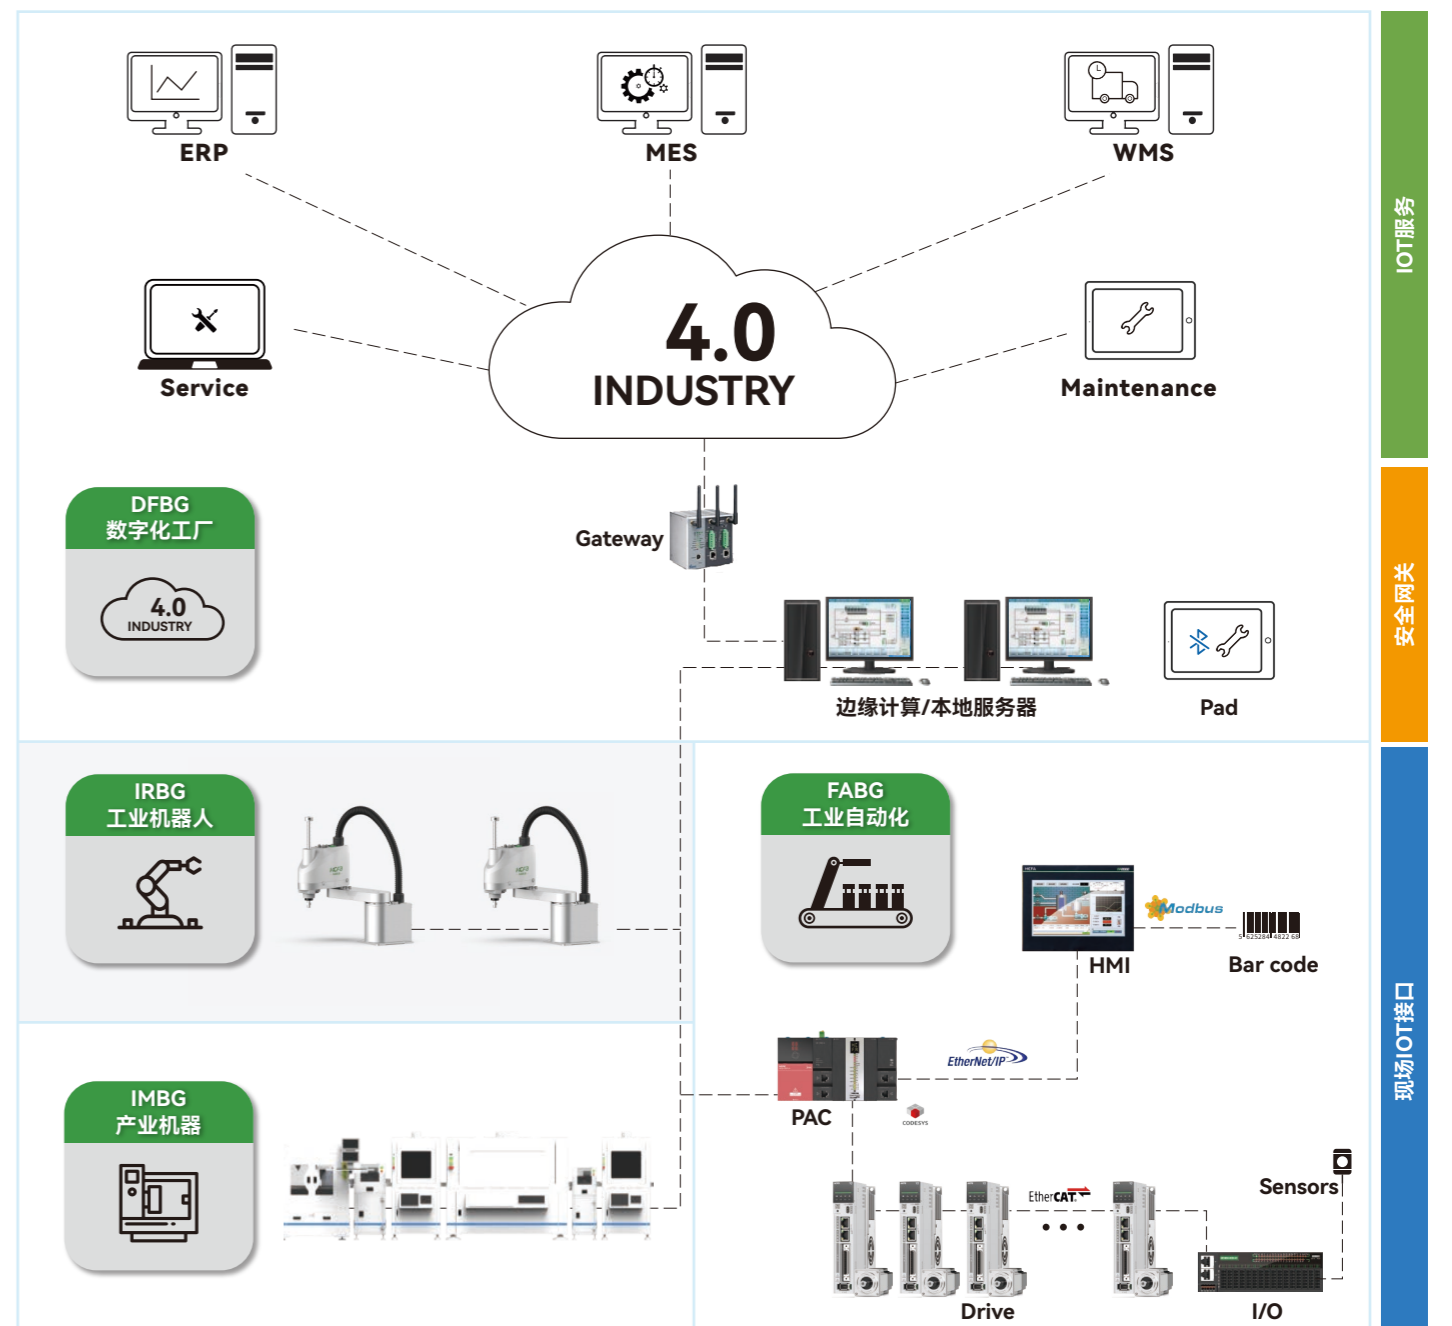 ERP
MES
WMS
IOT服务
4.0
INDUSTRY
Service
Maintenance
DFBG
数字化工厂
4.0
INDUSTRY
Gateway
安全网关
边缘计算/本地服务器
Pad
IRBG
工业机器人
FABG
工业自动化
Modbus
HMI
Bar code
EtherNet/IP
现场IOT接口
PAC
CODESYS
IMBG
产业机器
EtherCAT
Sensors
Drive
I/O